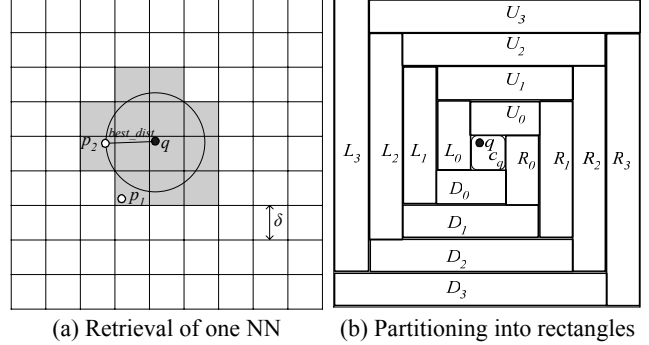 best_dist
p2 q
p1
δ
(a) Retrieval of one NN
U3
U2
U1
U0
q
cq
L3 L2 L1 L0 R0 R1 R2 R3
D0
D1
D2
D3
(b) Partitioning into rectangles